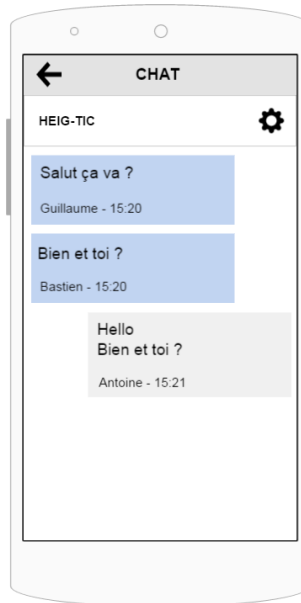 CHAT
HEIG-TIC
Salut ça va ?
Guillaume - 15:20
Bien et toi ?
Bastien - 15:20
Hello
Bien et toi ?
Antoine - 15:21